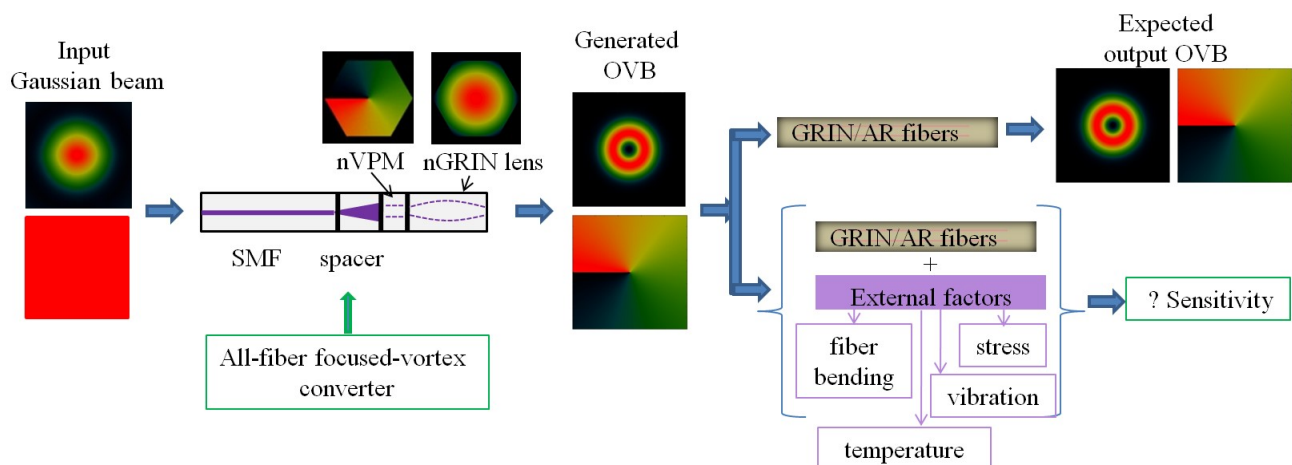 Input
Gaussian beam
nVPM
nGRIN lens
SMF
spacer
All-fiber focused-vortex
converter
Generated
OVB
GRIN/AR fibers
Expected
output OVB
GRIN/AR fibers
+
External factors
fiber
bending
stress
vibration
temperature
? Sensitivity